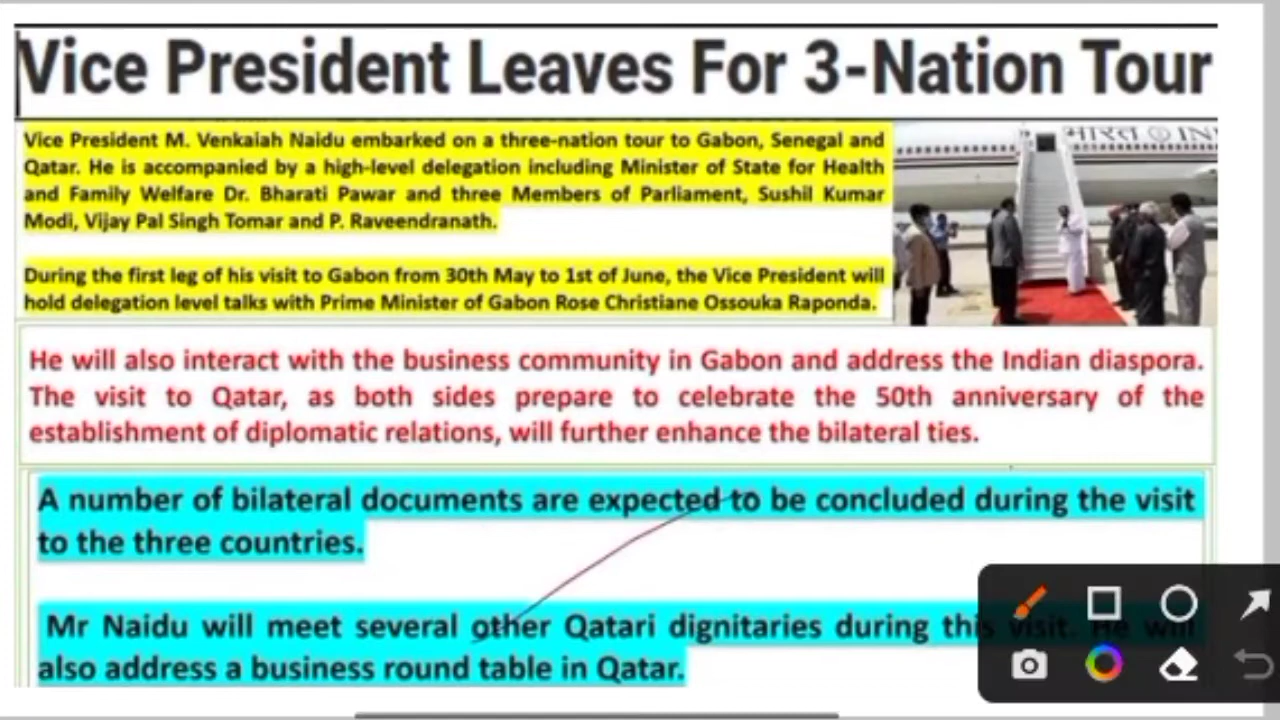 Vice President Leaves For 3-Nation Tour
Vice President M. Venkaiah Naidu embarked on a three-nation tour to Gabon, Senegal and
Qatar. He is accompanied by a high-level delegation including Minister of State for Health
and Family Welfare Dr. Bharati Pawar and three Members of Parliament, Sushil Kumar
Modi, Vijay Pal Singh Tomar and P. Raveendranath.
भारत
During the first leg of his visit to Gabon from 30th May to 1st of June, the Vice President will
hold delegation level talks with Prime Minister of Gabon Rose Christiane Ossouka Raponda.
He will also interact with the business community in Gabon and address the Indian diaspora.
The visit to Qatar, as both sides prepare to celebrate the 50th anniversary of the
establishment of diplomatic relations, will further enhance the bilateral ties.
A number of bilateral documents are expected to be concluded during the visit
to the three countries.
Mr Naidu will meet several other Qatari dignitaries during this visit. He will
also address a business round table in Qatar.